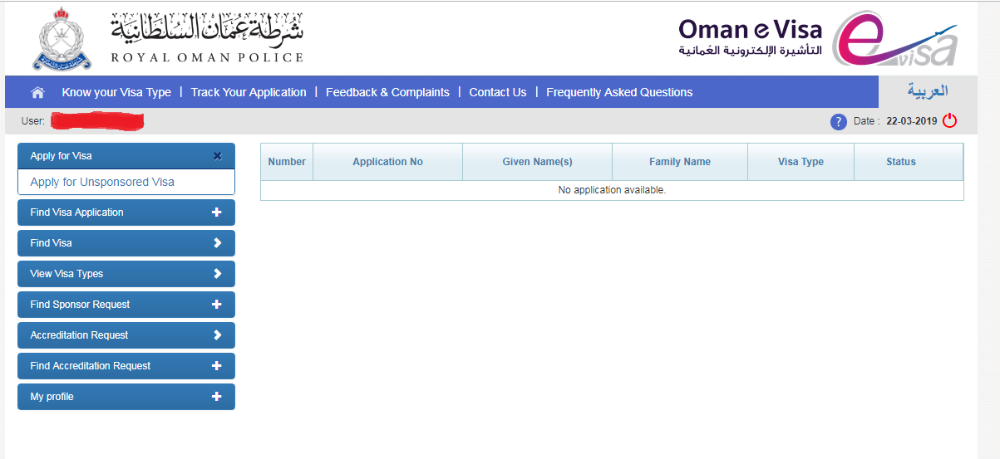 شرطة عمان السلطانية
ROYAL OMAN POLICE
Oman e Visa
التأشيرة الإلكترونية العُمانية
evisa
Know your Visa Type | Track Your Application | Feedback & Complaints | Contact Us | Frequently Asked Questions
العربية
User:
? Date : 22-03-2019
Apply for Visa
Apply for Unsponsored Visa
Find Visa Application
Find Visa
View Visa Types
Find Sponsor Request
Accreditation Request
Find Accreditation Request
My profile
Number Application No Given Name(s) Family Name Visa Type Status
No application available.